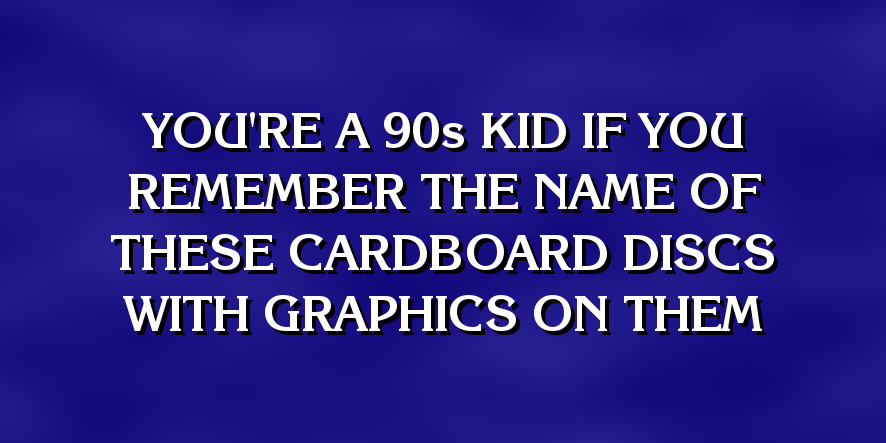 YOU'RE A 90s KID IF YOU
REMEMBER THE NAME OF
THESE CARDBOARD DISCS
WITH GRAPHICS ON THEM